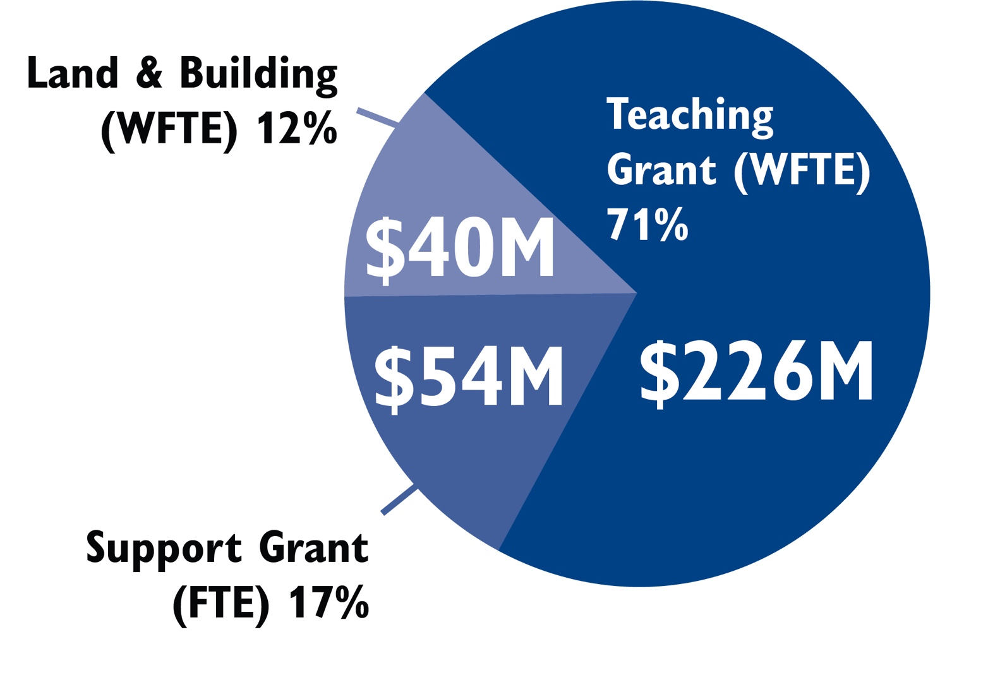 Land & Building
(WFTE) 12%
Teaching
Grant (WFTE)
71%
$40M
$54M
$226M
Support Grant
(FTE) 17%